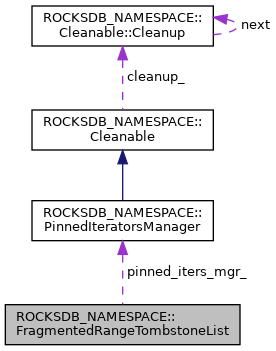 ROCKSDB_NAMESPACE::
Cleanable::Cleanup
next
cleanup_
ROCKSDB_NAMESPACE::
Cleanable
ROCKSDB_NAMESPACE::
PinnedIteratorsManager
pinned_iters_mgr_
ROCKSDB_NAMESPACE::
FragmentedRangeTombstoneList